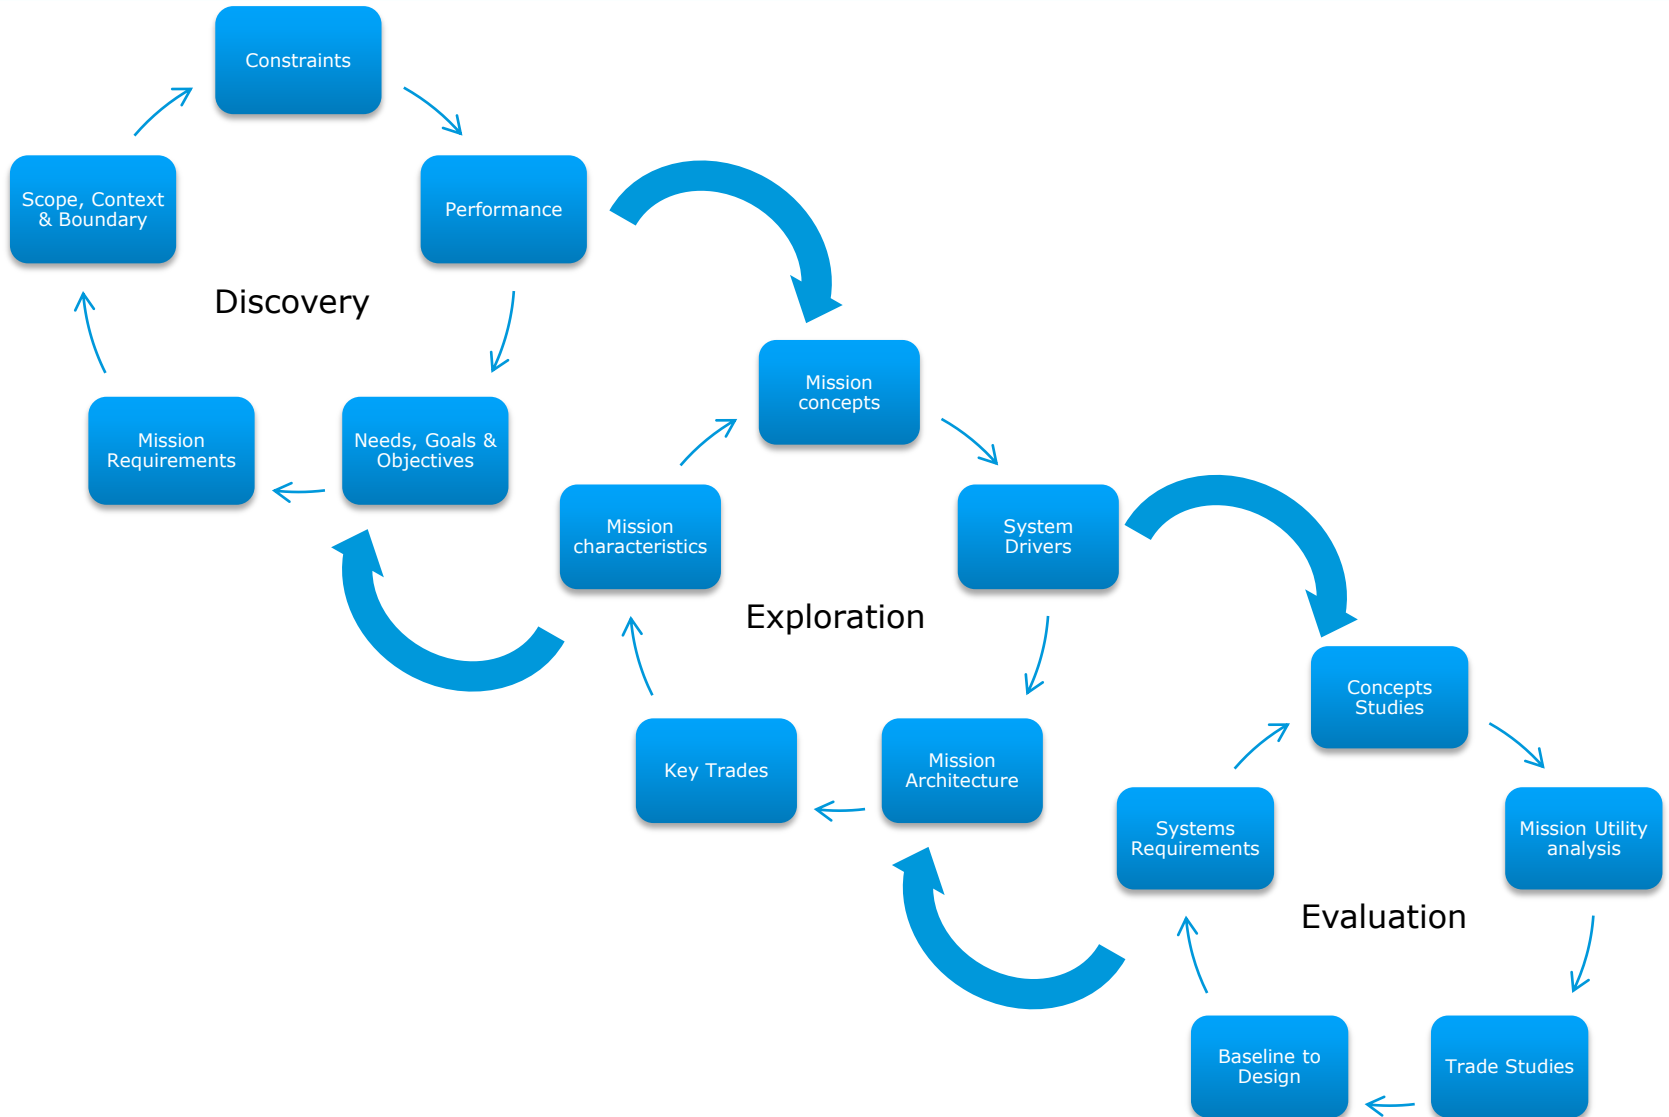 Constraints
Scope, Context
& Boundary
Performance
Discovery
Mission
Requirements
Needs, Goals &
Objectives
Mission
concepts
Mission
characteristics
System
Drivers
Exploration
Key Trades
Mission
Architecture
Concepts
Studies
Systems
Requirements
Mission Utility
analysis
Evaluation
Baseline to
Design
Trade Studies